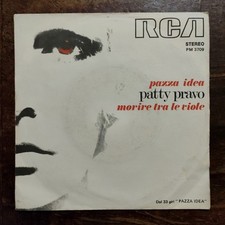 RCA
STEREO
PM 3709
pazza idea
patty pravo
morire tra le viole
Dal 33 giri "PAZZA IDEA"